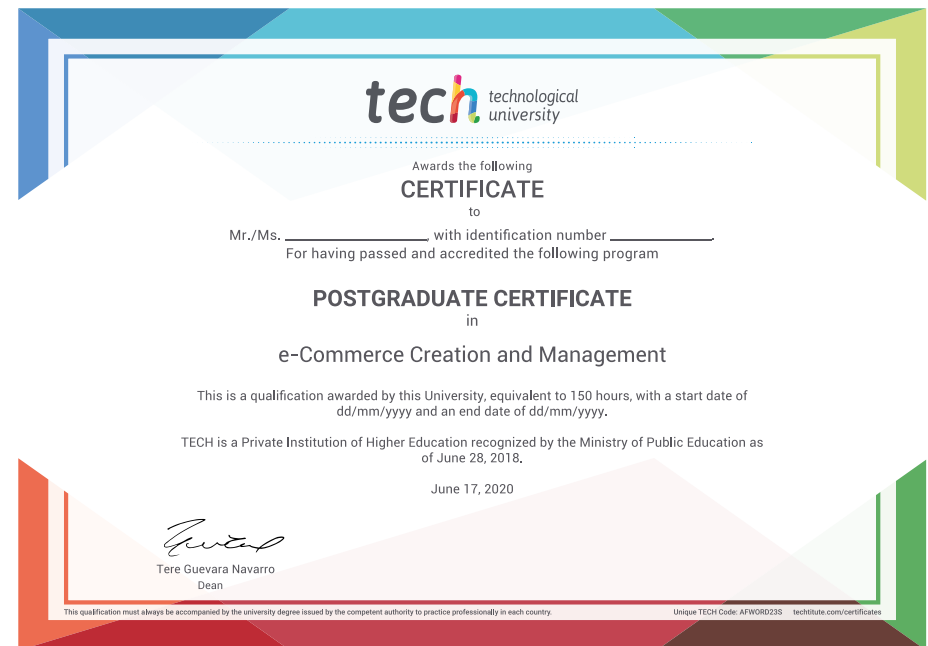 tech technological
university
Awards the following
CERTIFICATE
to
Mr./Ms. ____________________, with identification number ______________.
For having passed and accredited the following program
POSTGRADUATE CERTIFICATE
in
e-Commerce Creation and Management
This is a qualification awarded by this University, equivalent to 150 hours, with a start date of
dd/mm/yyyy and an end date of dd/mm/yyyy.
TECH is a Private Institution of Higher Education recognized by the Ministry of Public Education as
of June 28, 2018.
June 17, 2020
Tere Guevara Navarro
Dean
This qualification must always be accompanied by the university degree issued by the competent authority to practice professionally in each country.
Unique TECH Code: AFWORD23S techtitute.com/certificates